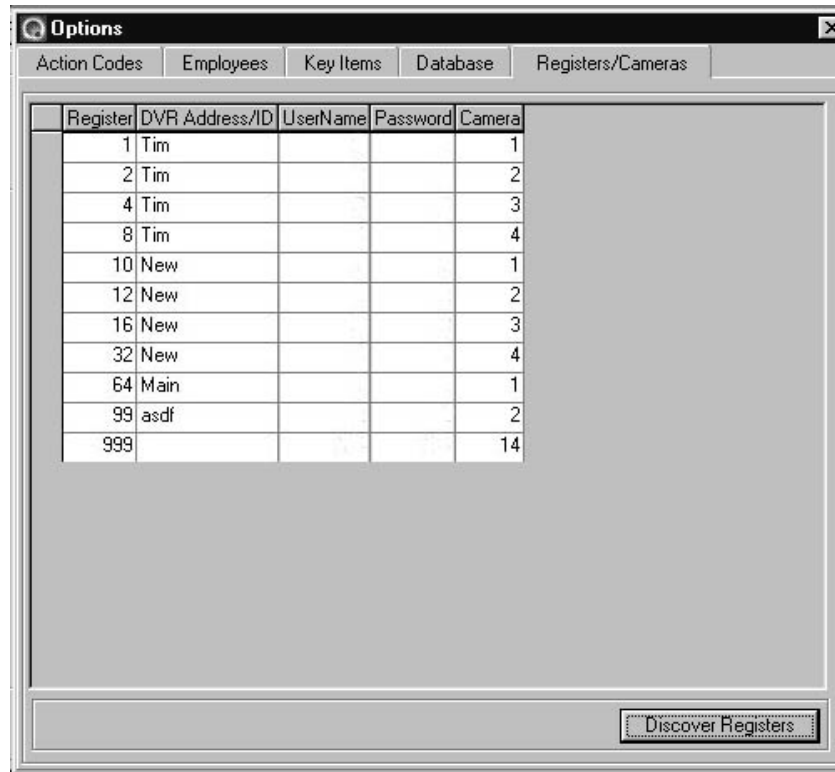 Options
Action Codes Employees Key Items Database Registers/Cameras
Register DVR Address/ID UserName Password Camera
1 Tim 1
2 Tim 2
4 Tim 3
8 Tim 4
10 New 1
12 New 2
16 New 3
32 New 4
64 Main 1
99 asdf 2
999 14
Discover Registers